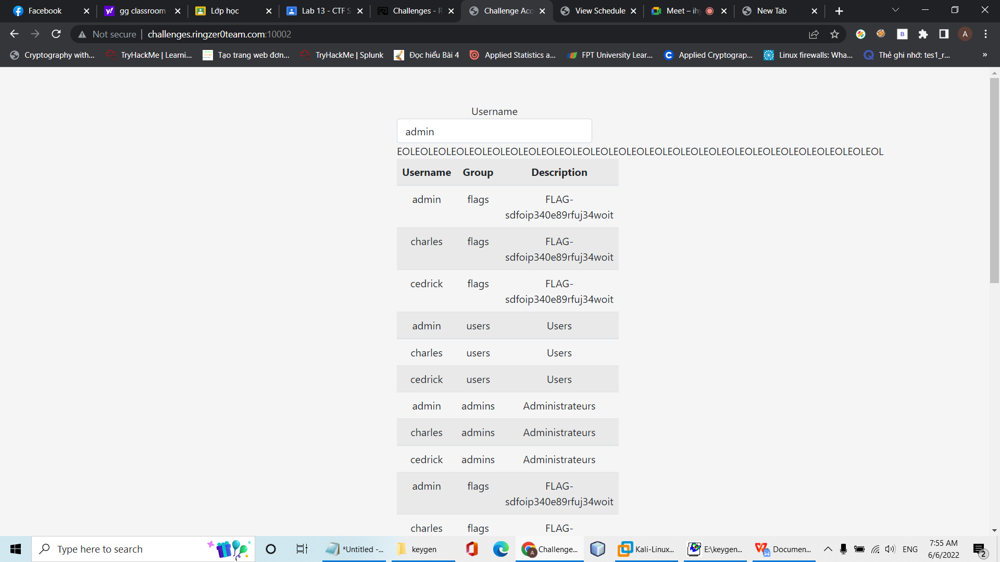 Facebook
gg classroom
Lớp học
Lab 13 - CTF S
Challenges - R
Challenge Acc
View Schedule
Meet – ih
New Tab
Not secure | challenges.ringzer0team.com:10002
A
Cryptography with...
TryHackMe | Learni...
Tạo trang web đơn...
TryHackMe | Splunk
Đọc hiểu Bài 4
Applied Statistics a...
FPT University Lear...
Applied Cryptograp...
Linux firewalls: Wha...
Thẻ ghi nhớ: tes1_r...
»
Username
admin
EOLEOLEOLEOLEOLEOLEOLEOLEOLEOLEOLEOLEOLEOLEOLEOLEOLEOLEOLEOLEOLEOLEOLEOLEOLEOLEOL
Username Group Description
admin flags FLAG-
sdfoip340e89rfuj34woit
charles flags FLAG-
sdfoip340e89rfuj34woit
cedrick flags FLAG-
sdfoip340e89rfuj34woit
admin users Users
charles users Users
cedrick users Users
admin admins Administrateurs
charles admins Administrateurs
cedrick admins Administrateurs
admin flags FLAG-
sdfoip340e89rfuj34woit
charles flags FLAG-
Type here to search
*Untitled -...
keygen
Challenge...
Kali-Linux...
E:\keygen...
Documen...
ENG
7:55 AM
6/6/2022
2